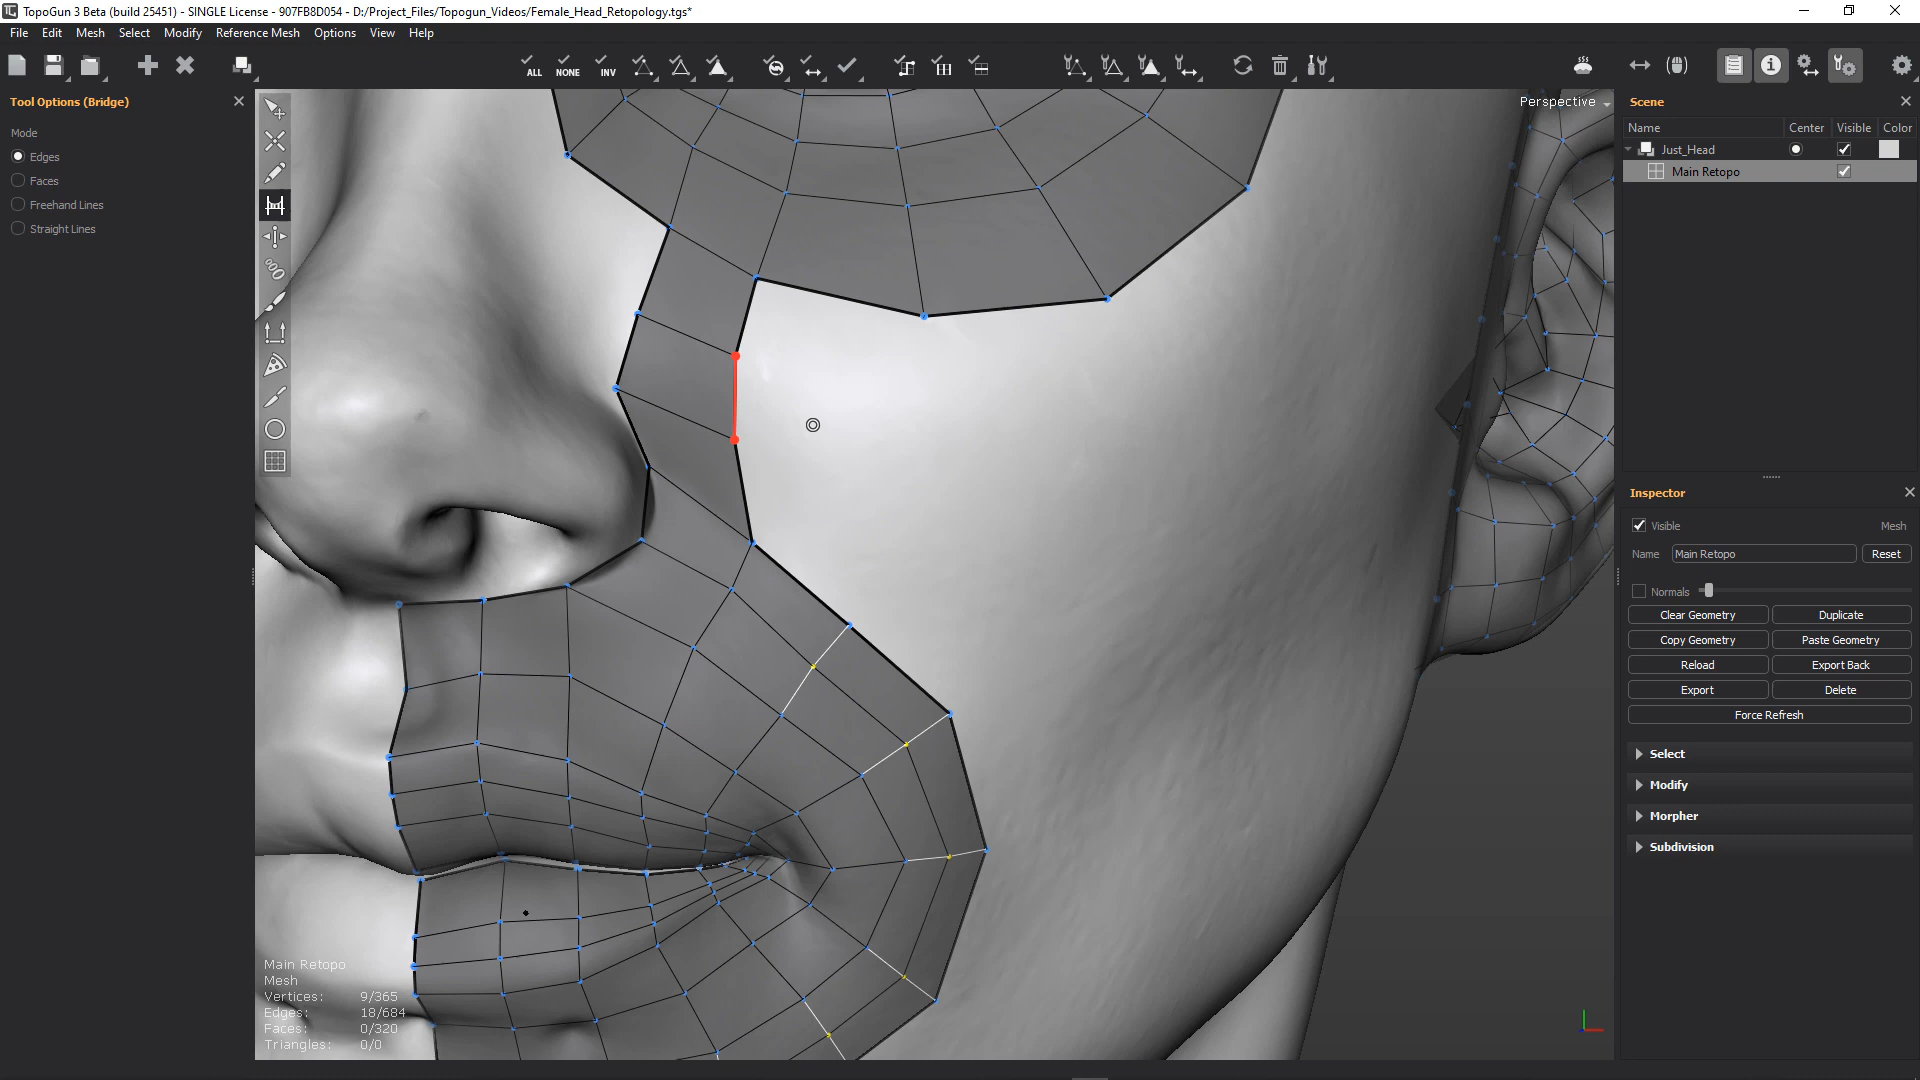 TopoGun 3 Beta (build 25451) - SINGLE License - 907FB8D054 - D:/Project_Files/Topogun_Videos/Female_Head_Retopology.tgs*
File Edit Mesh Select Modify Reference Mesh Options View Help
ALL NONE INV
Tool Options (Bridge)
Mode
Edges
Faces
Freehand Lines
Straight Lines
Perspective
Main Retopo
Mesh
Vertices: 9/365
Edges: 18/684
Faces: 0/320
Triangles: 0/0
Scene
Name Center Visible Color
Just_Head
Main Retopo
Inspector
Visible Mesh
Name Main Retopo Reset
Normals
Clear Geometry Duplicate
Copy Geometry Paste Geometry
Reload Export Back
Export Delete
Force Refresh
Select
Modify
Morpher
Subdivision